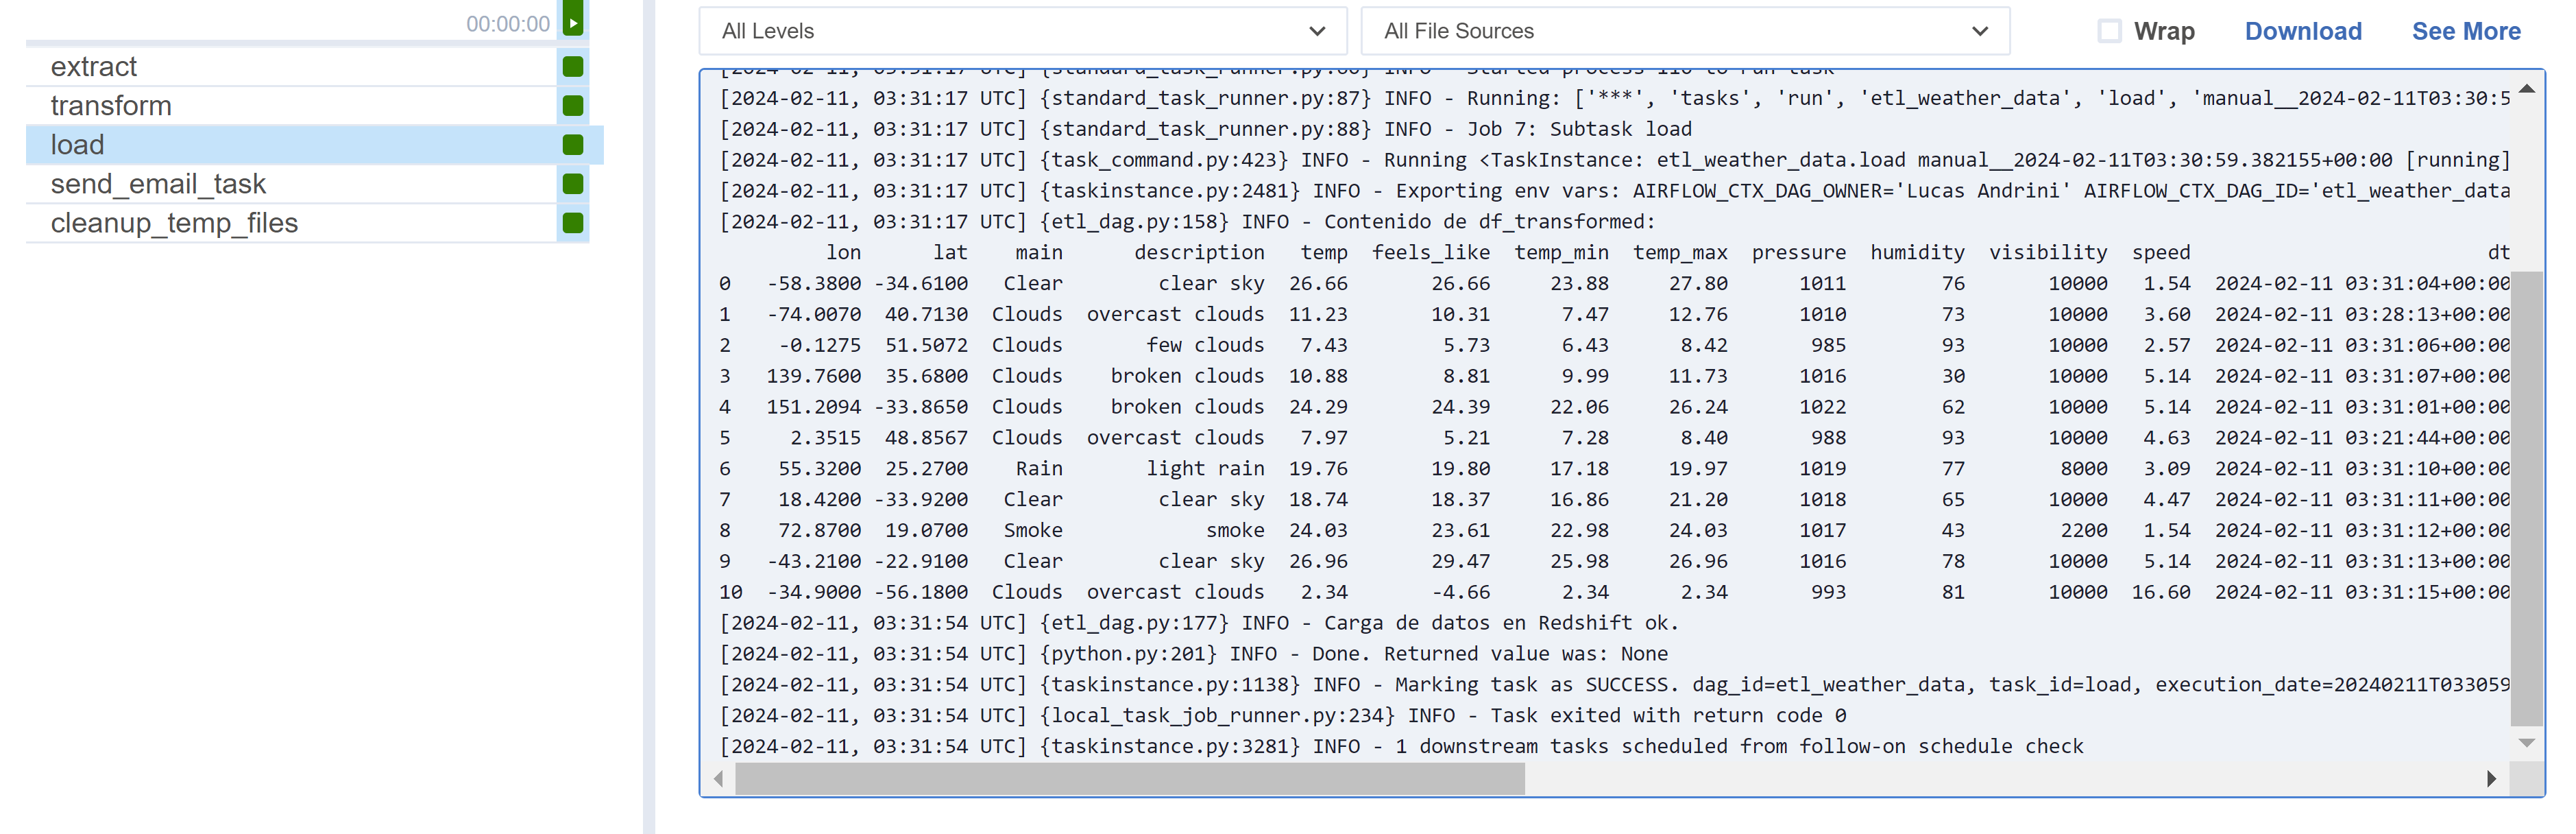 00:00:00
extract
transform
load
send_email_task
cleanup_temp_files
All Levels All File Sources Wrap Download See More
[2024-02-11, 03:31:17 UTC] {standard_task_runner.py:60} INFO - Started process 110 to run task
[2024-02-11, 03:31:17 UTC] {standard_task_runner.py:87} INFO - Running: ['***', 'tasks', 'run', 'etl_weather_data', 'load', 'manual__2024-02-11T03:30:5
[2024-02-11, 03:31:17 UTC] {standard_task_runner.py:88} INFO - Job 7: Subtask load
[2024-02-11, 03:31:17 UTC] {task_command.py:423} INFO - Running <TaskInstance: etl_weather_data.load manual__2024-02-11T03:30:59.382155+00:00 [running]
[2024-02-11, 03:31:17 UTC] {taskinstance.py:2481} INFO - Exporting env vars: AIRFLOW_CTX_DAG_OWNER='Lucas Andrini' AIRFLOW_CTX_DAG_ID='etl_weather_data
[2024-02-11, 03:31:17 UTC] {etl_dag.py:158} INFO - Contenido de df_transformed:
lon lat main description temp feels_like temp_min temp_max pressure humidity visibility speed dt
0 -58.3800 -34.6100 Clear clear sky 26.66 26.66 23.88 27.80 1011 76 10000 1.54 2024-02-11 03:31:04+00:00
1 -74.0070 40.7130 Clouds overcast clouds 11.23 10.31 7.47 12.76 1010 73 10000 3.60 2024-02-11 03:28:13+00:00
2 -0.1275 51.5072 Clouds few clouds 7.43 5.73 6.43 8.42 985 93 10000 2.57 2024-02-11 03:31:06+00:00
3 139.7600 35.6800 Clouds broken clouds 10.88 8.81 9.99 11.73 1016 30 10000 5.14 2024-02-11 03:31:07+00:00
4 151.2094 -33.8650 Clouds broken clouds 24.29 24.39 22.06 26.24 1022 62 10000 5.14 2024-02-11 03:31:01+00:00
5 2.3515 48.8567 Clouds overcast clouds 7.97 5.21 7.28 8.40 988 93 10000 4.63 2024-02-11 03:21:44+00:00
6 55.3200 25.2700 Rain light rain 19.76 19.80 17.18 19.97 1019 77 8000 3.09 2024-02-11 03:31:10+00:00
7 18.4200 -33.9200 Clear clear sky 18.74 18.37 16.86 21.20 1018 65 10000 4.47 2024-02-11 03:31:11+00:00
8 72.8700 19.0700 Smoke smoke 24.03 23.61 22.98 24.03 1017 43 2200 1.54 2024-02-11 03:31:12+00:00
9 -43.2100 -22.9100 Clear clear sky 26.96 29.47 25.98 26.96 1016 78 10000 5.14 2024-02-11 03:31:13+00:00
10 -34.9000 -56.1800 Clouds overcast clouds 2.34 -4.66 2.34 2.34 993 81 10000 16.60 2024-02-11 03:31:15+00:00
[2024-02-11, 03:31:54 UTC] {etl_dag.py:177} INFO - Carga de datos en Redshift ok.
[2024-02-11, 03:31:54 UTC] {python.py:201} INFO - Done. Returned value was: None
[2024-02-11, 03:31:54 UTC] {taskinstance.py:1138} INFO - Marking task as SUCCESS. dag_id=etl_weather_data, task_id=load, execution_date=20240211T033059
[2024-02-11, 03:31:54 UTC] {local_task_job_runner.py:234} INFO - Task exited with return code 0
[2024-02-11, 03:31:54 UTC] {taskinstance.py:3281} INFO - 1 downstream tasks scheduled from follow-on schedule check